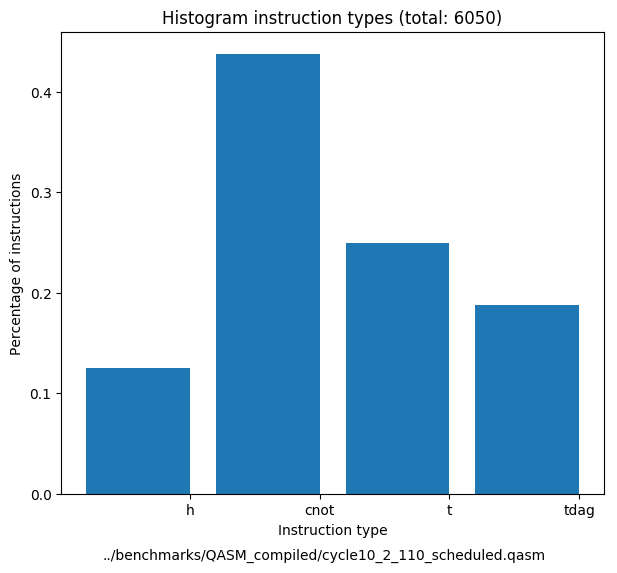 Histogram instruction types (total: 6050)
Percentage of instructions
0.4
0.3
0.2
0.1
0.0
h cnot t tdag
Instruction type
../benchmarks/QASM_compiled/cycle10_2_110_scheduled.qasm